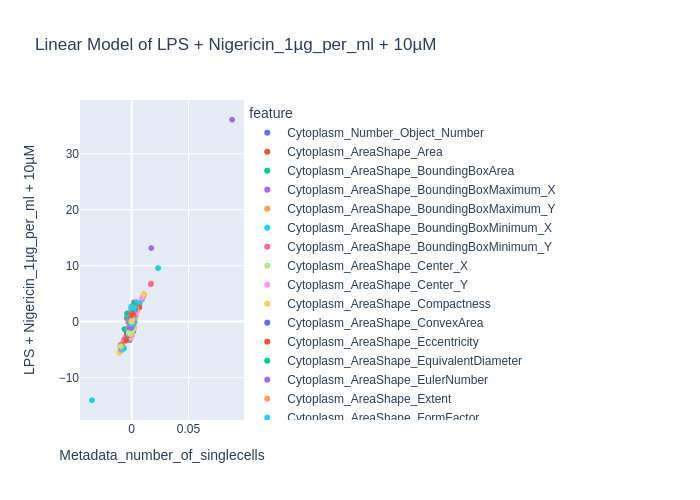 Linear Model of LPS + Nigericin_1µg_per_ml + 10µM
feature
Cytoplasm_Number_Object_Number
Cytoplasm_AreaShape_Area
Cytoplasm_AreaShape_BoundingBoxArea
Cytoplasm_AreaShape_BoundingBoxMaximum_X
Cytoplasm_AreaShape_BoundingBoxMaximum_Y
Cytoplasm_AreaShape_BoundingBoxMinimum_X
Cytoplasm_AreaShape_BoundingBoxMinimum_Y
Cytoplasm_AreaShape_Center_X
Cytoplasm_AreaShape_Center_Y
Cytoplasm_AreaShape_Compactness
Cytoplasm_AreaShape_ConvexArea
Cytoplasm_AreaShape_Eccentricity
Cytoplasm_AreaShape_EquivalentDiameter
Cytoplasm_AreaShape_EulerNumber
Cytoplasm_AreaShape_Extent
Cytoplasm_AreaShape_FormFactor
LPS + Nigericin_1µg_per_ml + 10µM
30
20
10
0
−10
0
0.05
Metadata_number_of_singlecells